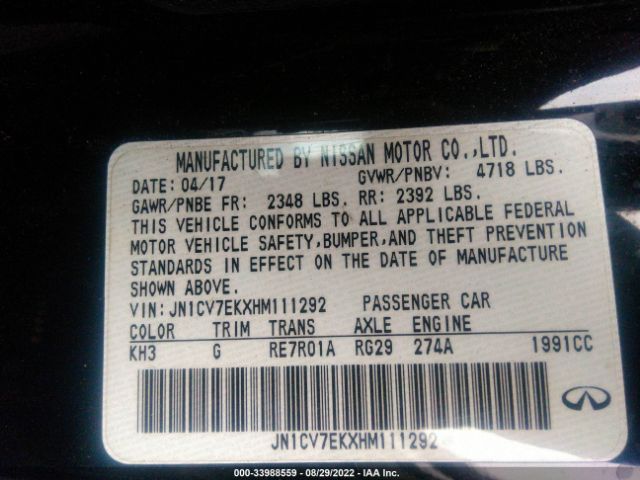 MANUFACTURED BY NISSAN MOTOR CO.,LTD.
DATE: 04/17 GVWR/PNBV: 4718 LBS.
GAWR/PNBE FR: 2348 LBS. RR: 2392 LBS.
THIS VEHICLE CONFORMS TO ALL APPLICABLE FEDERAL
MOTOR VEHICLE SAFETY,BUMPER,AND THEFT PREVENTION
STANDARDS IN EFFECT ON THE DATE OF MANUFACTURE
SHOWN ABOVE.
VIN:JN1CV7EKXHM111292 PASSENGER CAR
COLOR TRIM TRANS AXLE ENGINE
KH3 G RE7R01A RG29 274A 1991CC
JN1CV7EKXHM111292
000-33988559 - 08/29/2022 - IAA Inc.